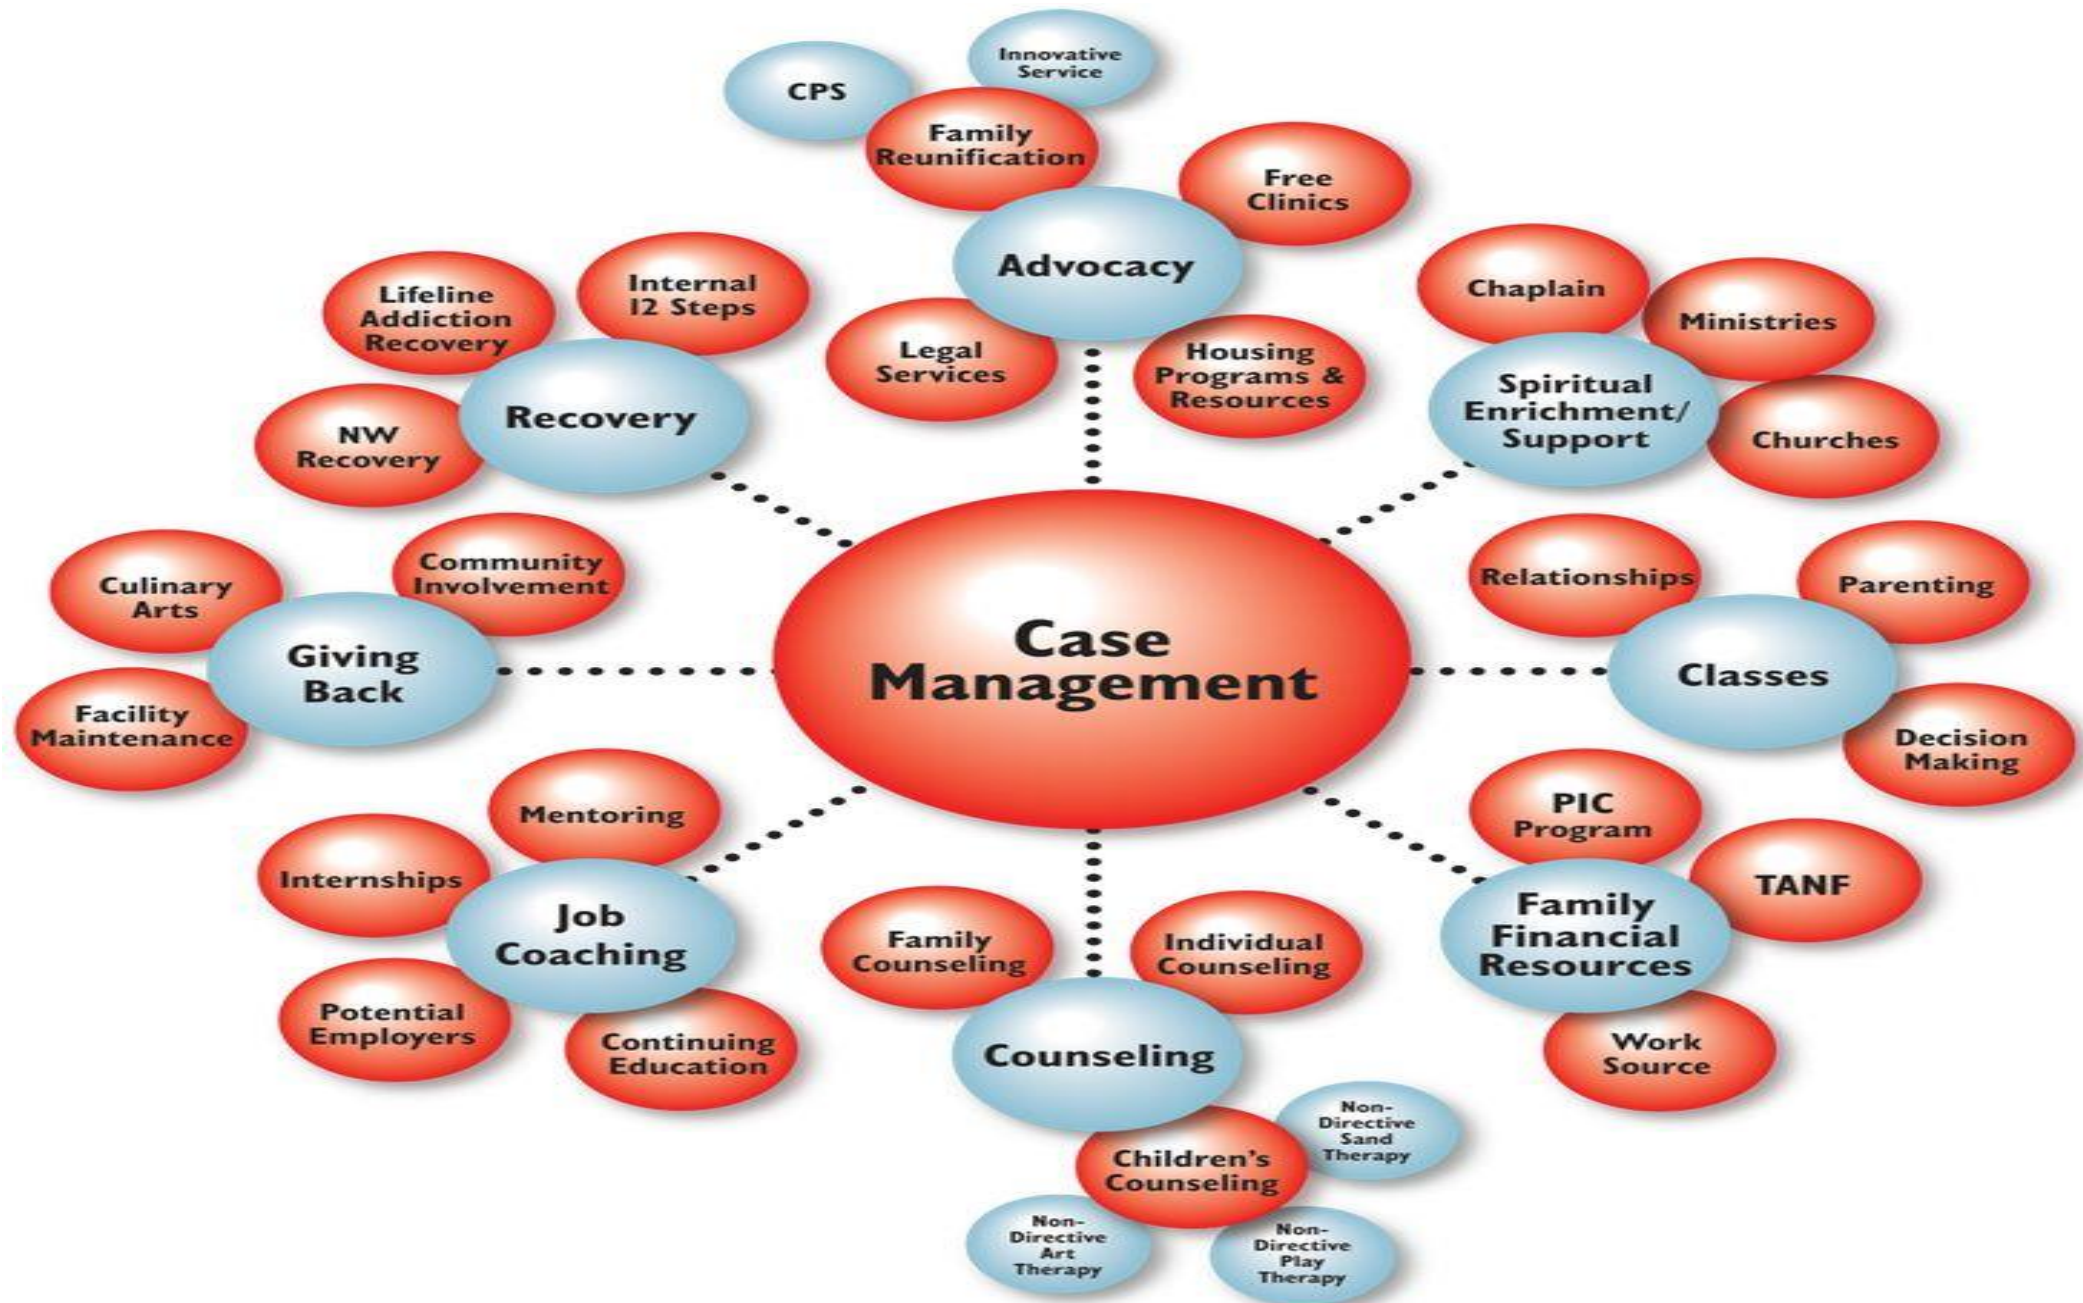 CPS
Innovative
Service
Family
Reunification
Free
Clinics
Advocacy
Legal
Services
Housing
Programs &
Resources
Chaplain
Ministries
Spiritual
Enrichment/
Support
Churches
Lifeline
Addiction
Recovery
Internal
12 Steps
Recovery
NW
Recovery
Culinary
Arts
Community
Involvement
Giving
Back
Facility
Maintenance
Case
Management
Relationships
Parenting
Classes
Decision
Making
Mentoring
Internships
Job
Coaching
Potential
Employers
Continuing
Education
Family
Counseling
Individual
Counseling
Counseling
Children's
Counseling
Non-
Directive
Sand
Therapy
Non-
Directive
Art
Therapy
Non-
Directive
Play
Therapy
PIC
Program
TANF
Family
Financial
Resources
Work
Source